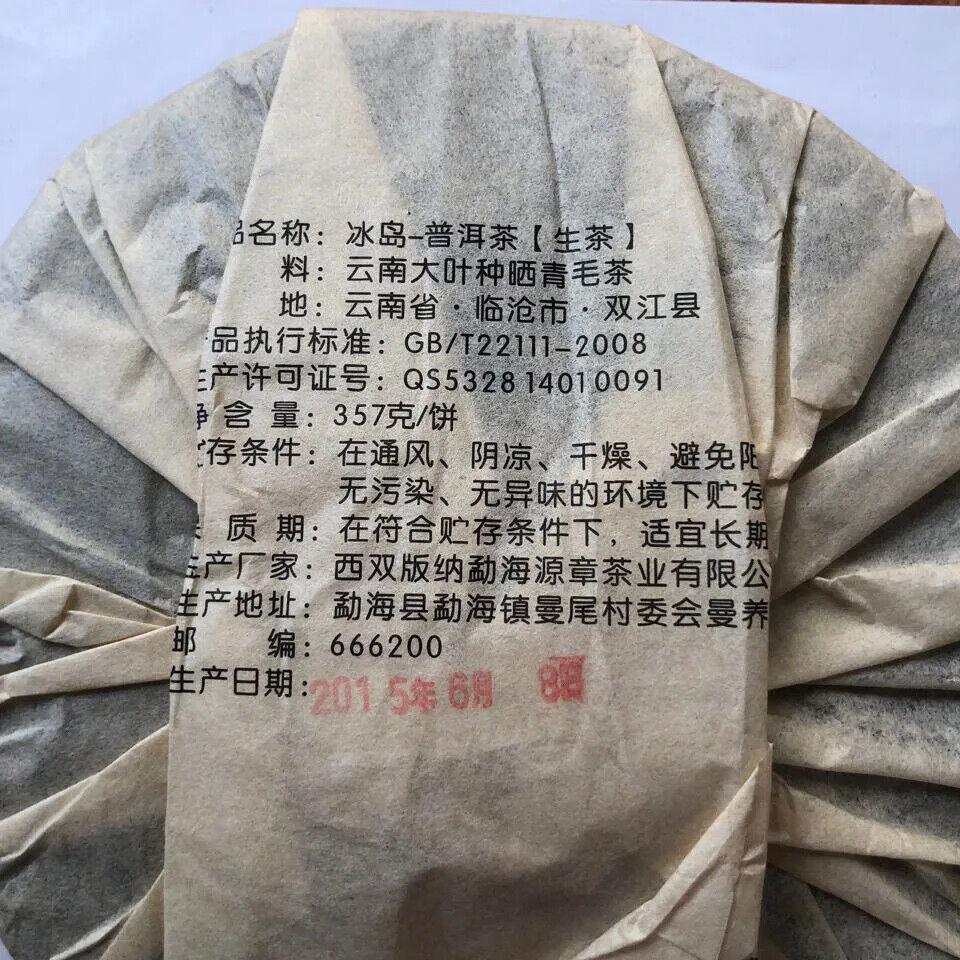 品名称：冰岛-普洱茶【生茶】
料：云南大叶种晒青毛茶
地：云南省·临沧市·双江县
品执行标准：GB/T22111-2008
生产许可证号：QS532814010091
净含量：357克/饼
贮存条件：在通风、阴凉、干燥、避免阳
无污染、无异味的环境下贮存
质期：在符合贮存条件下，适宜长期
生产厂家：西双版纳勐海源章茶业有限公
生产地址：勐海县勐海镇曼尾村委会曼养
邮编：666200
生产日期：2015年6月8日